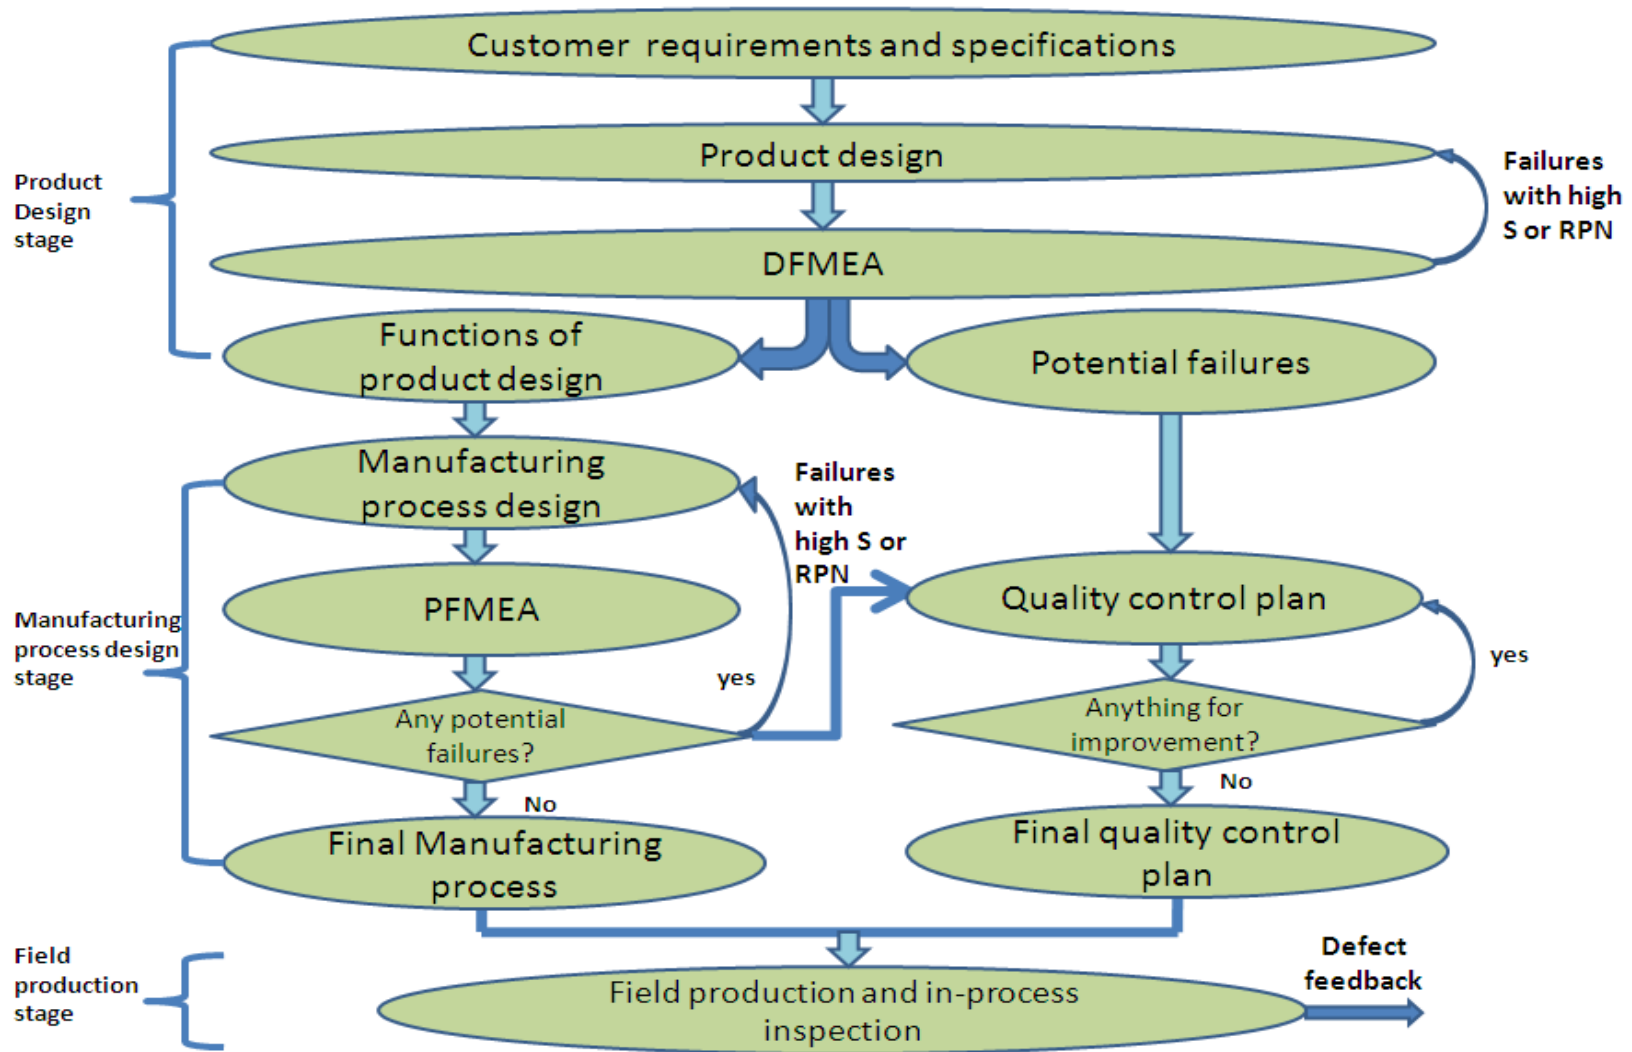 Customer requirements and specifications
Product design
Failures
with high
S or RPN
Product
Design
stage
DFMEA
Functions of
product design
Potential failures
Manufacturing
process design
Failures
with
high S or
RPN
PFMEA
Quality control plan
Manufacturing
process design
stage
yes
yes
Any potential
failures?
Anything for
improvement?
No
No
Final Manufacturing
process
Final quality control
plan
Field
production
stage
Defect
feedback
Field production and in-process
inspection